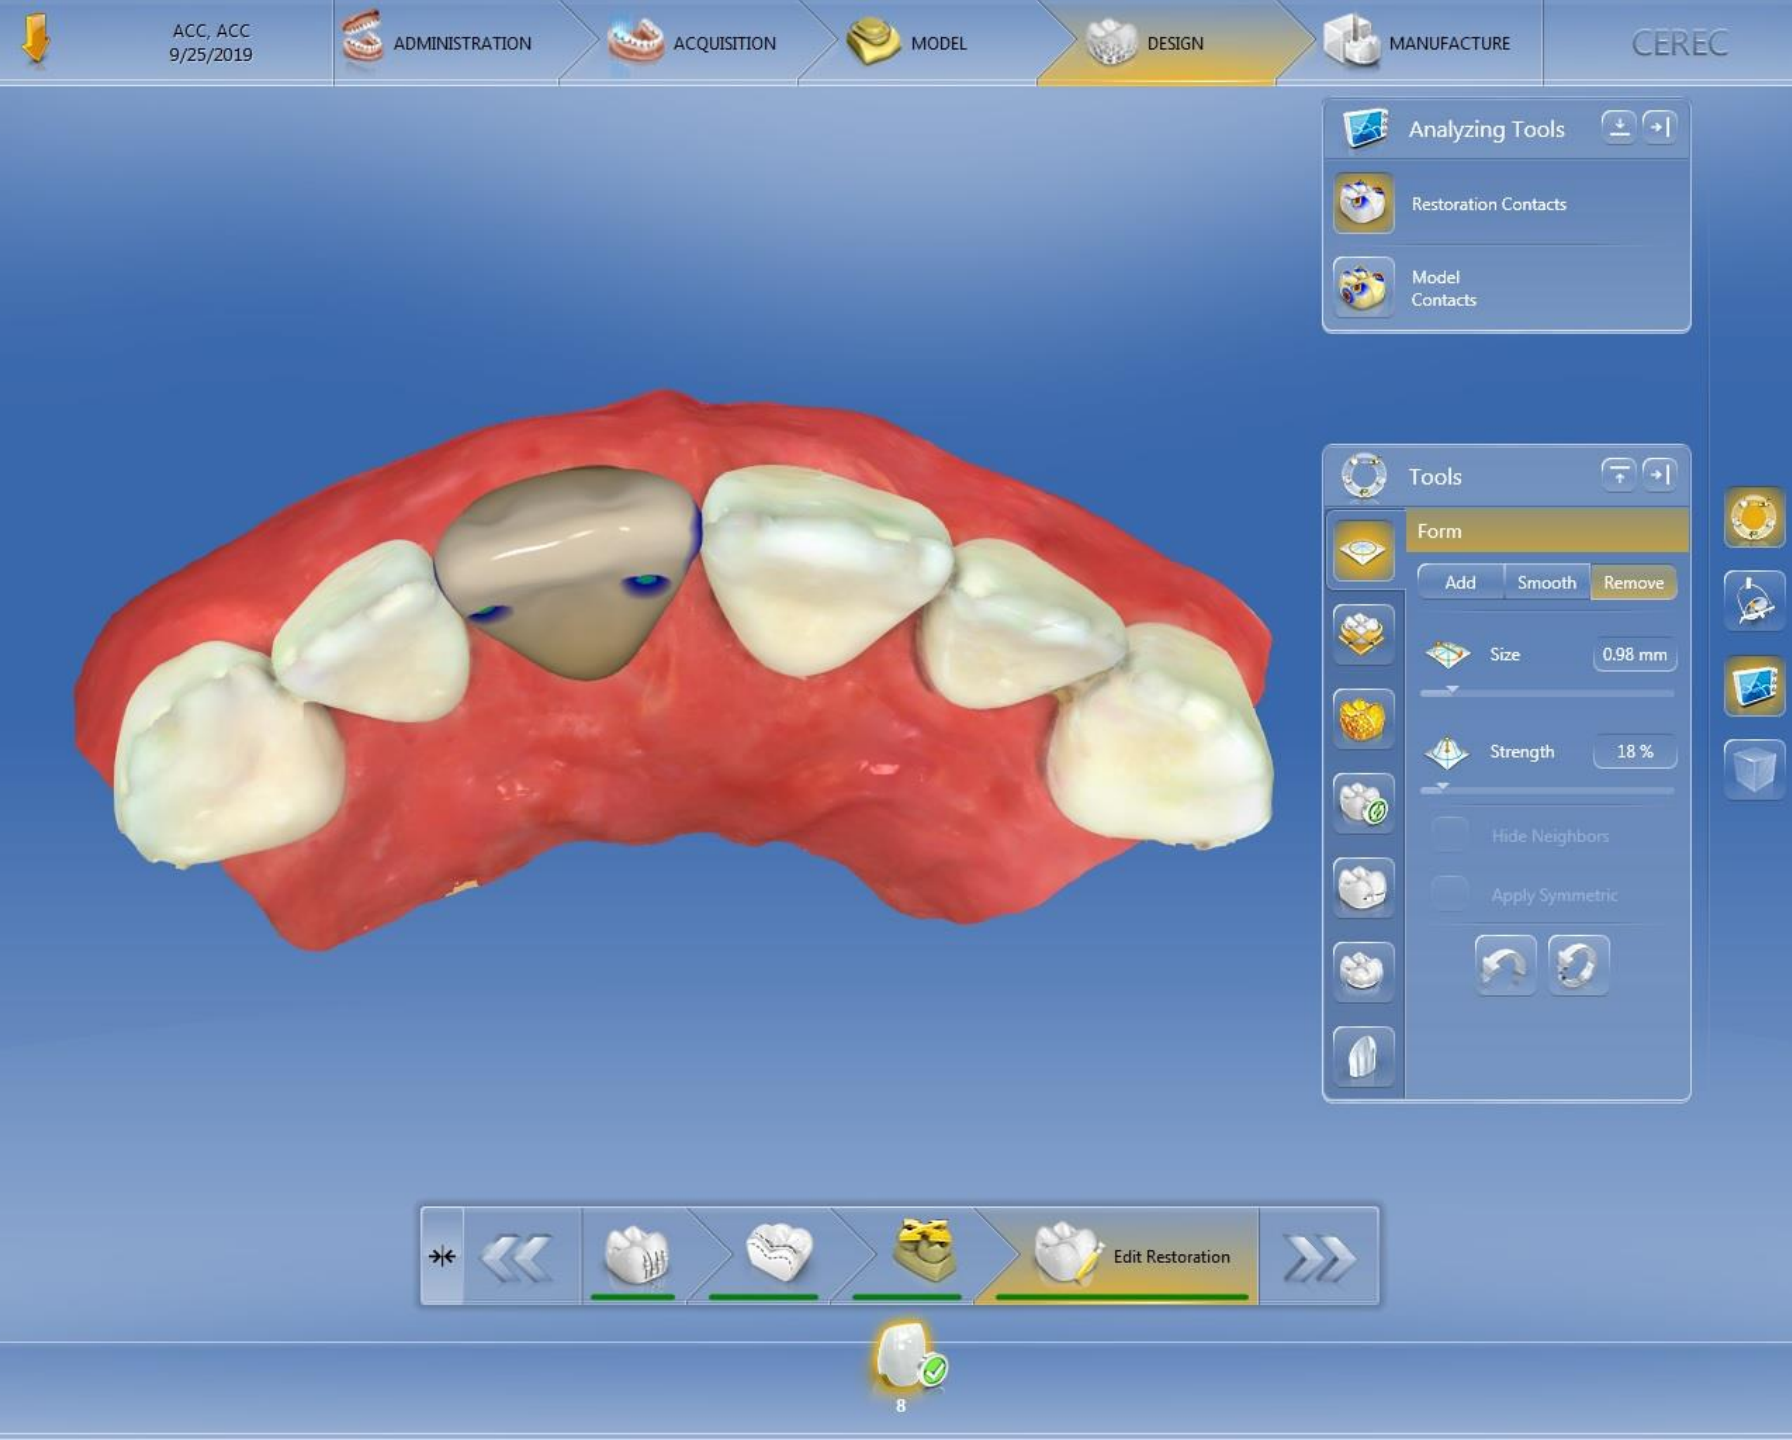 ACC, ACC
9/25/2019
ADMINISTRATION
ACQUISITION
MODEL
DESIGN
MANUFACTURE
CEREC
Analyzing Tools
Restoration Contacts
Model
Contacts
Tools
Form
Add
Smooth
Remove
Size
0.98 mm
Strength
18 %
Hide Neighbors
Apply Symmetric
Edit Restoration
8